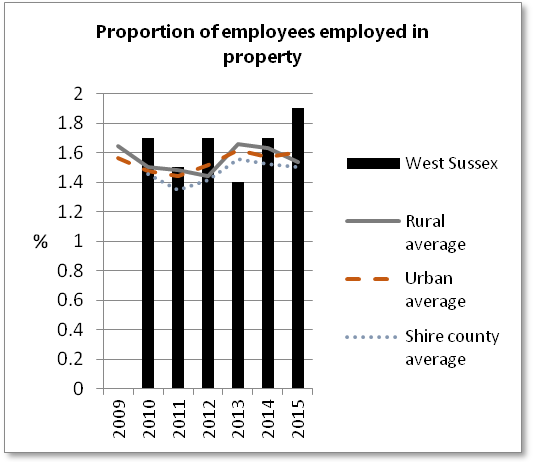 Proportion of employees employed in
property
2
1.8
1.6
1.4
1.2
1
0.8
0.6
0.4
0.2
0
%
2009
2010
2011
2012
2013
2014
2015
West Sussex
Rural
average
Urban
average
Shire county
average